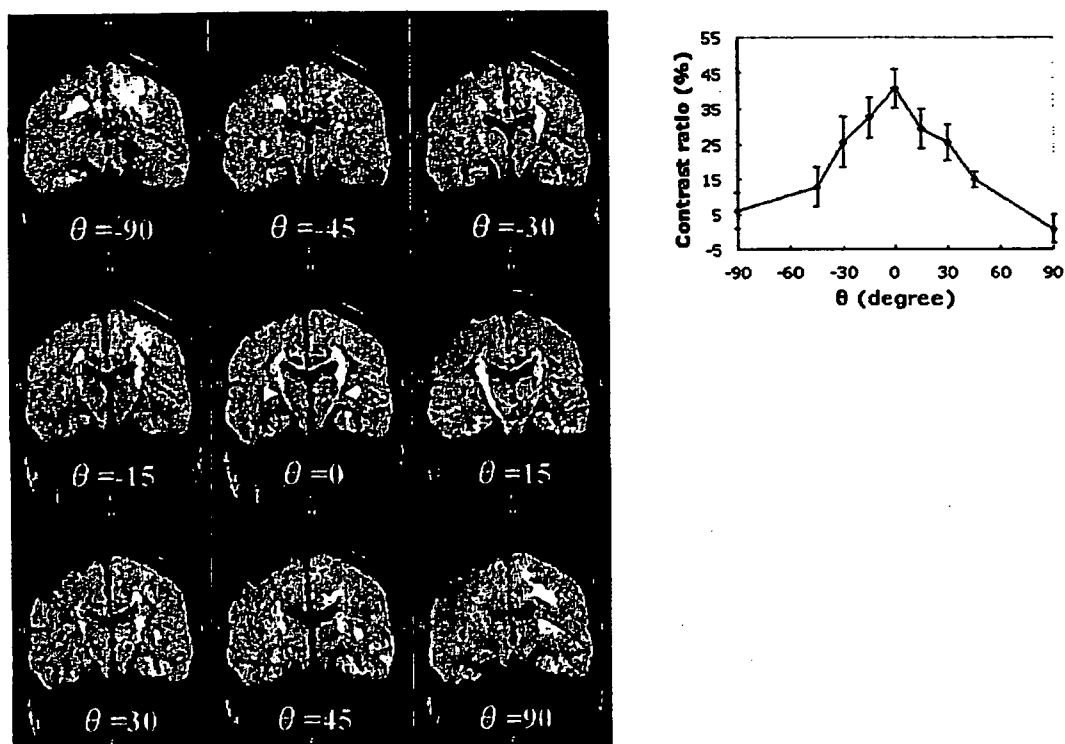 θ =-90 θ =-45 θ =-30
θ =-15 θ =0 θ =15
θ =30 θ =45 θ =90
55
45
35
25
15
5
-5
Contrast ratio (%)
-90 -60 -30 0 30 60 90
θ (degree)